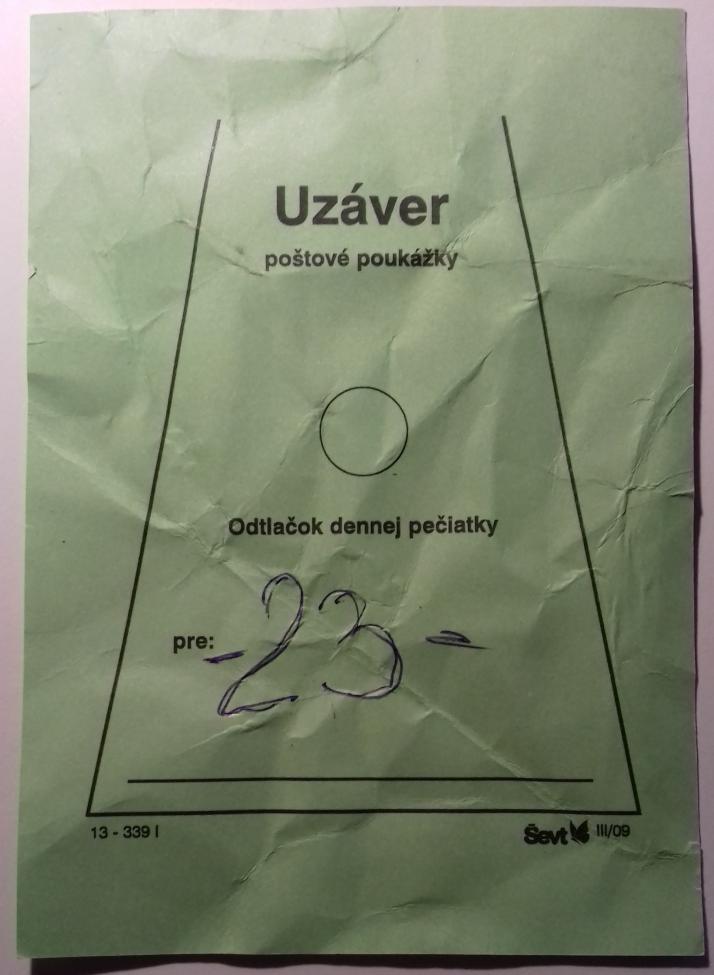 Uzáver
poštové poukážky
Odtlačok dennej pečiatky
pre: - 23 -
13 - 339 I
Ševt III/09